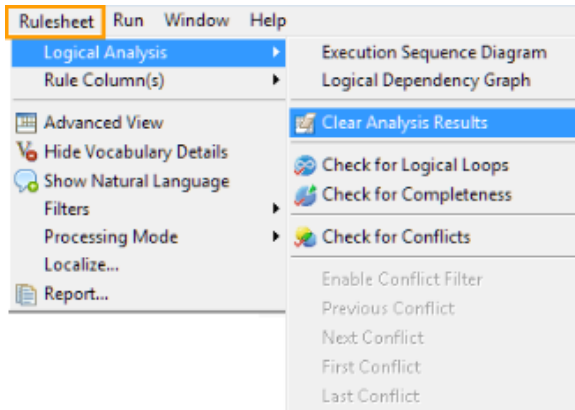 Rulesheet Run Window Help
Logical Analysis
Rule Column(s)
Advanced View
Hide Vocabulary Details
Show Natural Language
Filters
Processing Mode
Localize...
Report...
Execution Sequence Diagram
Logical Dependency Graph
Clear Analysis Results
Check for Logical Loops
Check for Completeness
Check for Conflicts
Enable Conflict Filter
Previous Conflict
Next Conflict
First Conflict
Last Conflict